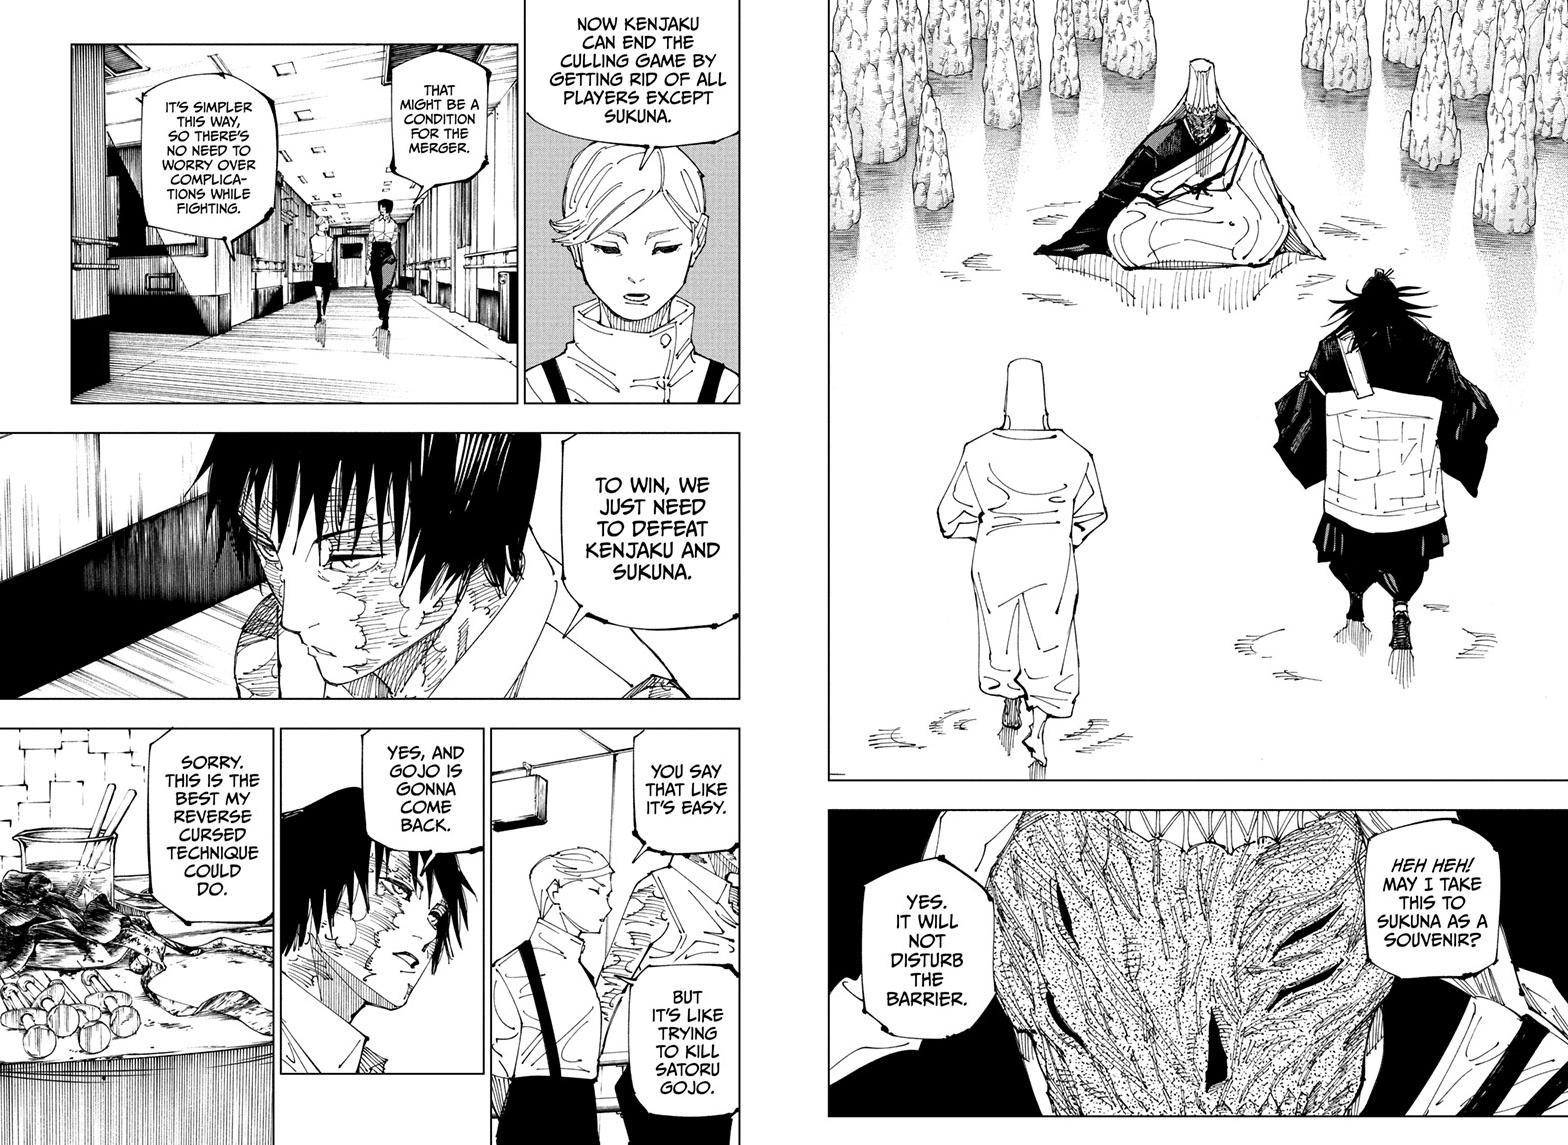 HEH HEH!
MAY I TAKE
THIS TO
SUKUNA AS A
SOUVENIR?
YES.
IT WILL
NOT
DISTURB
THE
BARRIER.
NOW KENJAKU
CAN END THE
CULLING GAME BY
GETTING RID OF ALL
PLAYERS EXCEPT
SUKUNA.
THAT
MIGHT BE A
CONDITION
FOR THE
MERGER.
IT'S SIMPLER
THIS WAY,
SO THERE'S
NO NEED TO
WORRY OVER
COMPLICA-
TIONS WHILE
FIGHTING.
TO WIN, WE
JUST NEED
TO DEFEAT
KENJAKU AND
SUKUNA.
YOU SAY
THAT LIKE
IT'S EASY.
BUT
IT'S LIKE
TRYING
TO KILL
SATORU
GOJO.
YES, AND
GOJO IS
GONNA
COME
BACK.
SORRY.
THIS IS THE
BEST MY
REVERSE
CURSED
TECHNIQUE
COULD
DO.